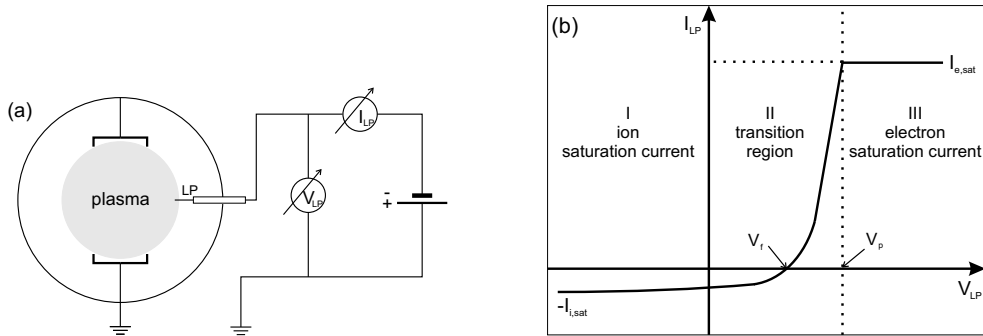 (a)
plasma
LP
I_LP
V_LP
-
+
(b)
I_LP
I_e,sat
I
ion
saturation current
II
transition
region
III
electron
saturation current
V_f
V_p
V_LP
-I_i,sat